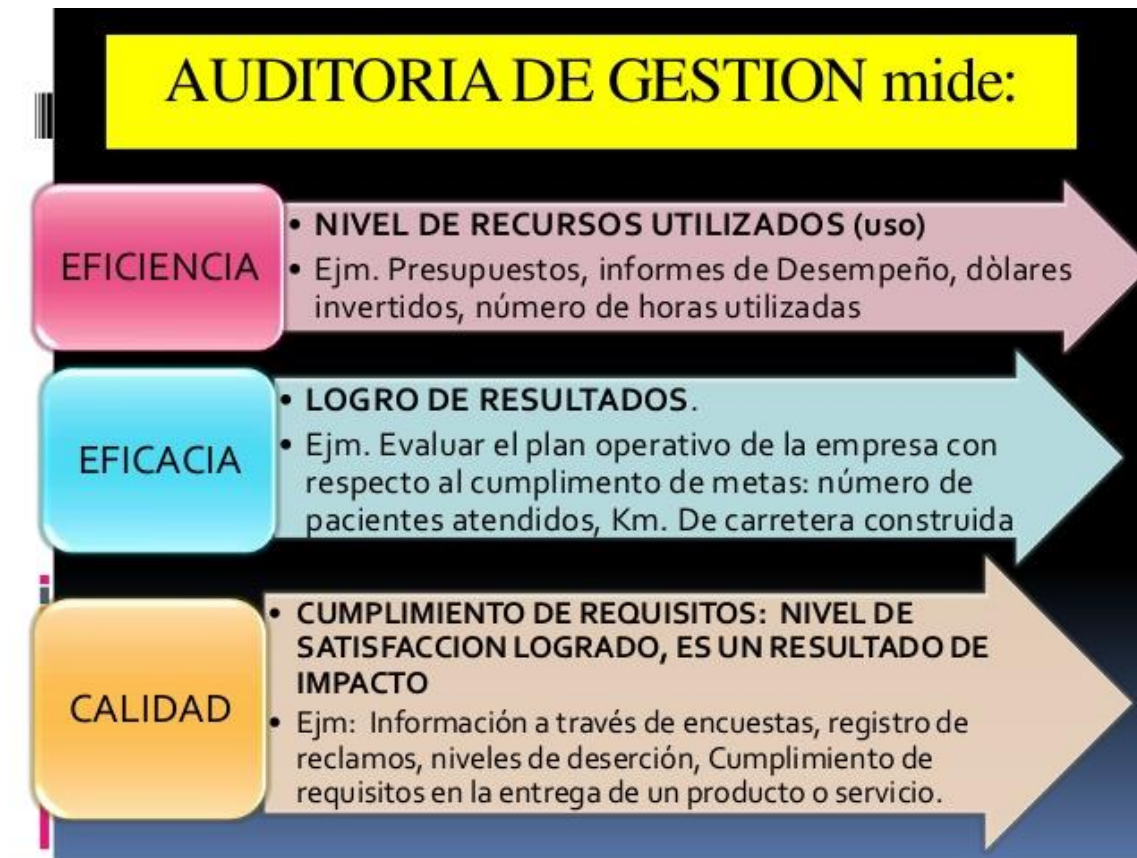 AUDITORIA DE GESTION mide:
EFICIENCIA
• NIVEL DE RECURSOS UTILIZADOS (uso)
• Ejm. Presupuestos, informes de Desempeño, dòlares
invertidos, número de horas utilizadas
EFICACIA
• LOGRO DE RESULTADOS.
• Ejm. Evaluar el plan operativo de la empresa con
respecto al cumplimento de metas: número de
pacientes atendidos, Km. De carretera construida
CALIDAD
• CUMPLIMIENTO DE REQUISITOS: NIVEL DE
SATISFACCION LOGRADO, ES UN RESULTADO DE
IMPACTO
• Ejm: Información a través de encuestas, registro de
reclamos, niveles de deserción, Cumplimiento de
requisitos en la entrega de un producto o servicio.